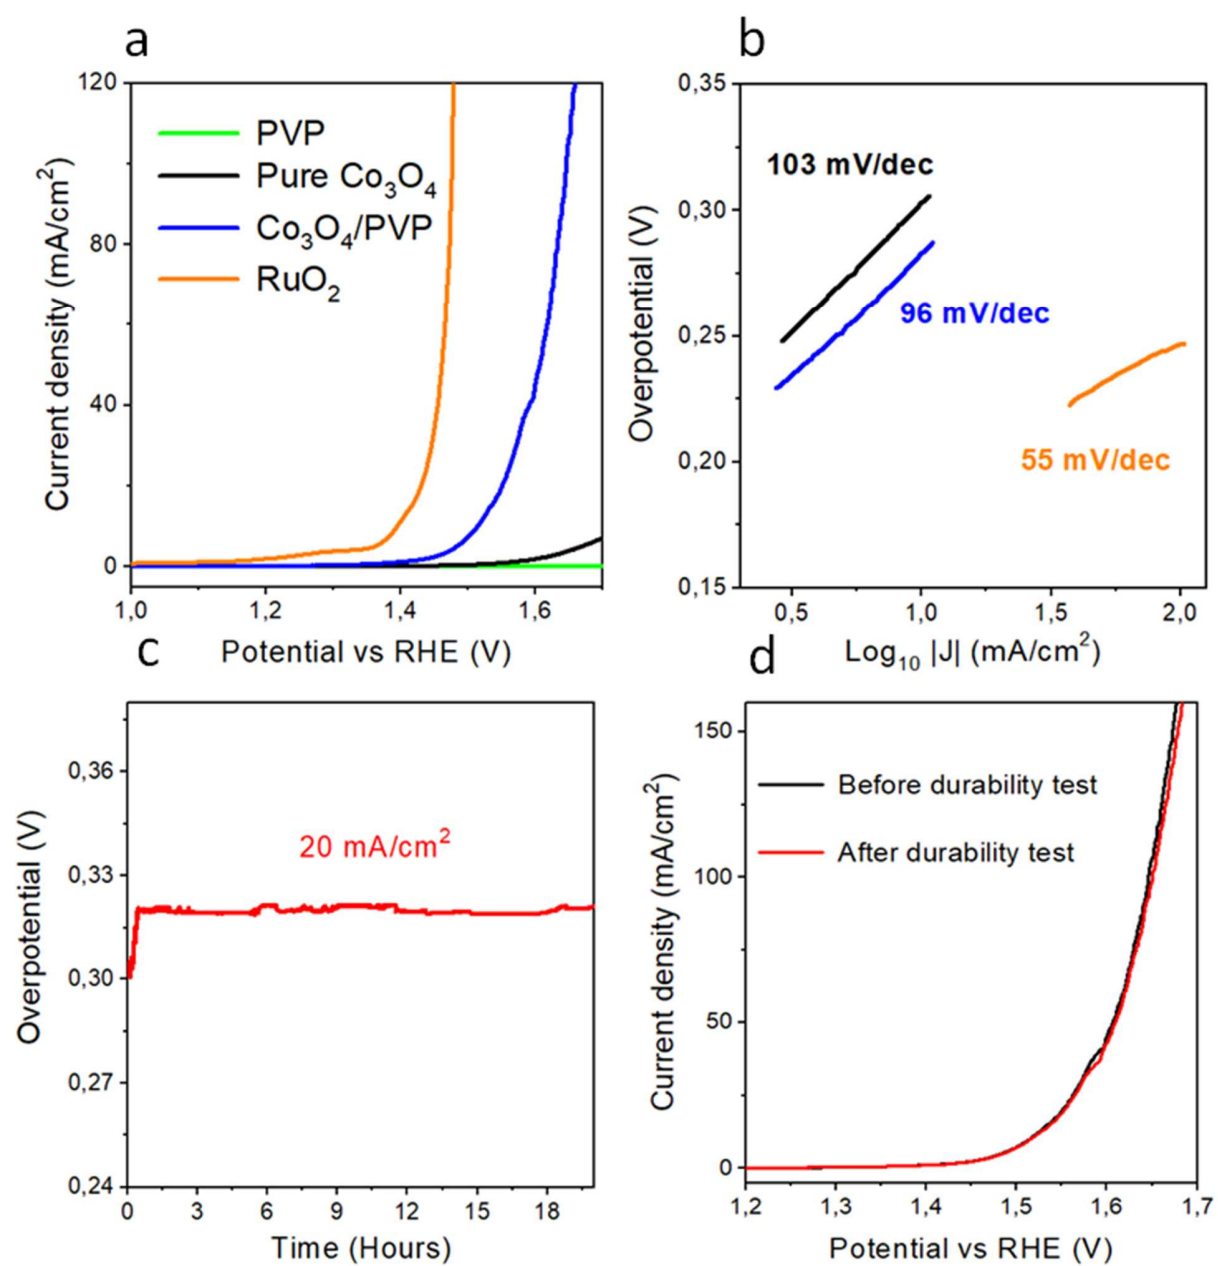 a
120
80
40
0
1,0
1,2
1,4
1,6
Current density (mA/cm²)
Potential vs RHE (V)
PVP
Pure Co₃O₄
Co₃O₄/PVP
RuO₂
b
0,35
0,30
0,25
0,20
0,15
0,5
1,0
1,5
2,0
Overpotential (V)
Log₁₀ |J| (mA/cm²)
103 mV/dec
96 mV/dec
55 mV/dec
c
0,36
0,33
0,30
0,27
0,24
0
3
6
9
12
15
18
Overpotential (V)
Time (Hours)
20 mA/cm²
d
150
100
50
0
1,2
1,3
1,4
1,5
1,6
1,7
Current density (mA/cm²)
Potential vs RHE (V)
Before durability test
After durability test